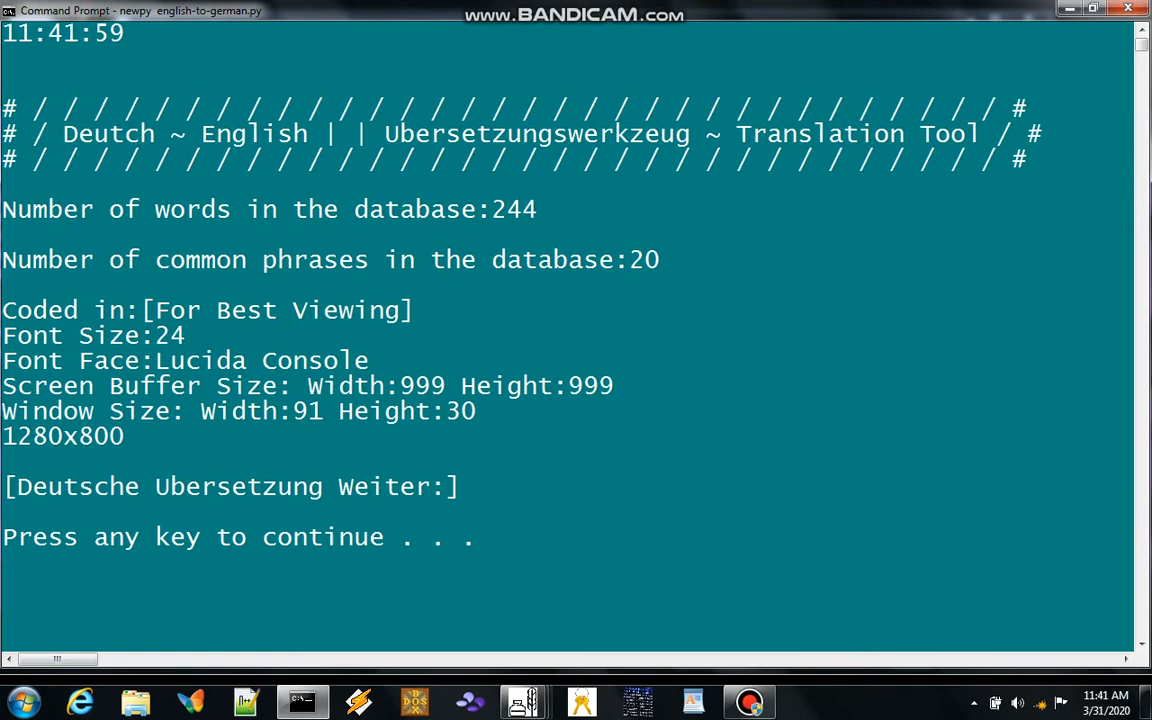 Command Prompt - newpy  english-to-german.py
www.BANDICAM.com
11:41:59
# / / / / / / / / / / / / / / / / / / / / / / / / / / / / / / / / #
# / Deutch ~ English | | Ubersetzungswerkzeug ~ Translation Tool / #
# / / / / / / / / / / / / / / / / / / / / / / / / / / / / / / / / #
Number of words in the database:244
Number of common phrases in the database:20
Coded in:[For Best Viewing]
Font Size:24
Font Face:Lucida Console
Screen Buffer Size: Width:999 Height:999
Window Size: Width:91 Height:30
1280x800
[Deutsche Ubersetzung Weiter:]
Press any key to continue . . .
11:41 AM
3/31/2020